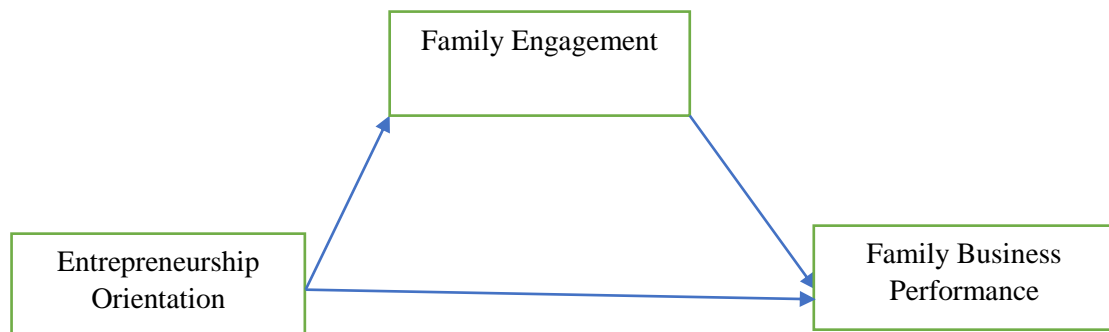 Family Engagement
Entrepreneurship
Orientation
Family Business
Performance